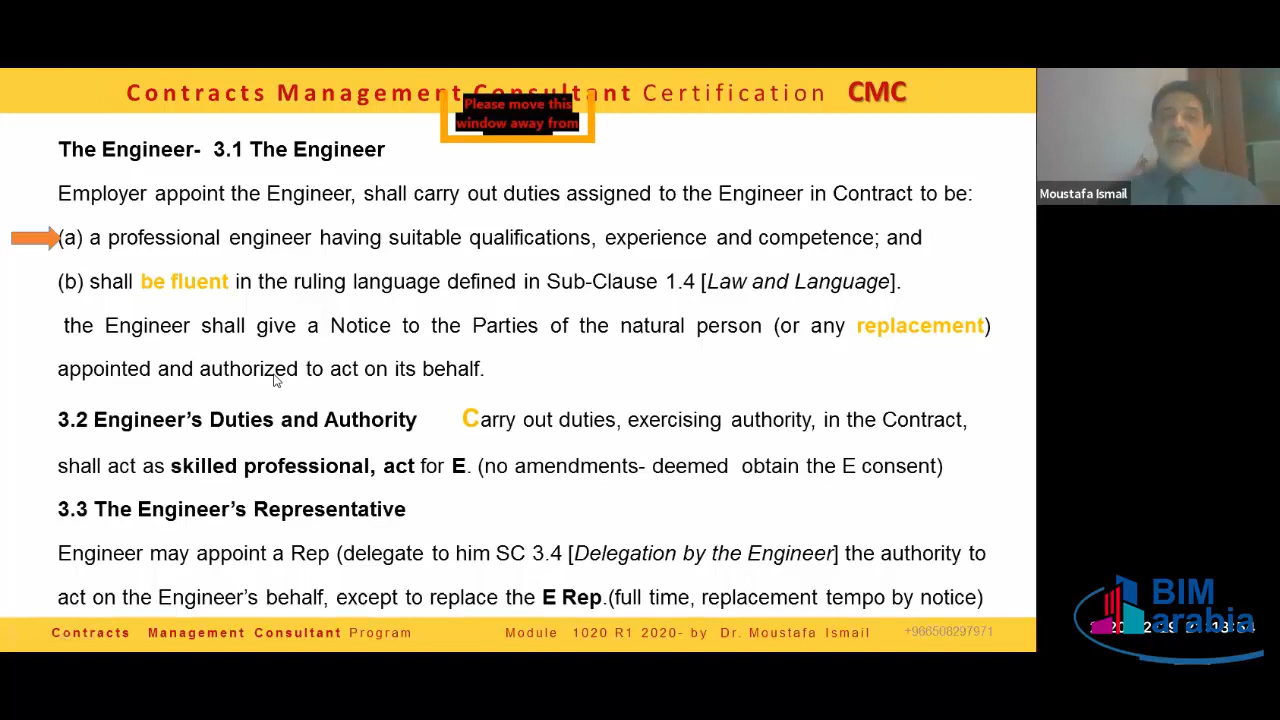 Contracts Management Consultant Certification CMC
Please move this
window away from
The Engineer- 3.1 The Engineer
Employer appoint the Engineer, shall carry out duties assigned to the Engineer in Contract to be:
(a) a professional engineer having suitable qualifications, experience and competence; and
(b) shall be fluent in the ruling language defined in Sub-Clause 1.4 [Law and Language].
the Engineer shall give a Notice to the Parties of the natural person (or any replacement)
appointed and authorized to act on its behalf.
3.2 Engineer’s Duties and Authority Carry out duties, exercising authority, in the Contract,
shall act as skilled professional, act for E. (no amendments- deemed obtain the E consent)
3.3 The Engineer’s Representative
Engineer may appoint a Rep (delegate to him SC 3.4 [Delegation by the Engineer] the authority to
act on the Engineer’s behalf, except to replace the E Rep.(full time, replacement tempo by notice)
Contracts Management Consultant Program Module 1020 R1 2020- by Dr. Moustafa Ismail +966508297971
Moustafa Ismail
BIM
arabia